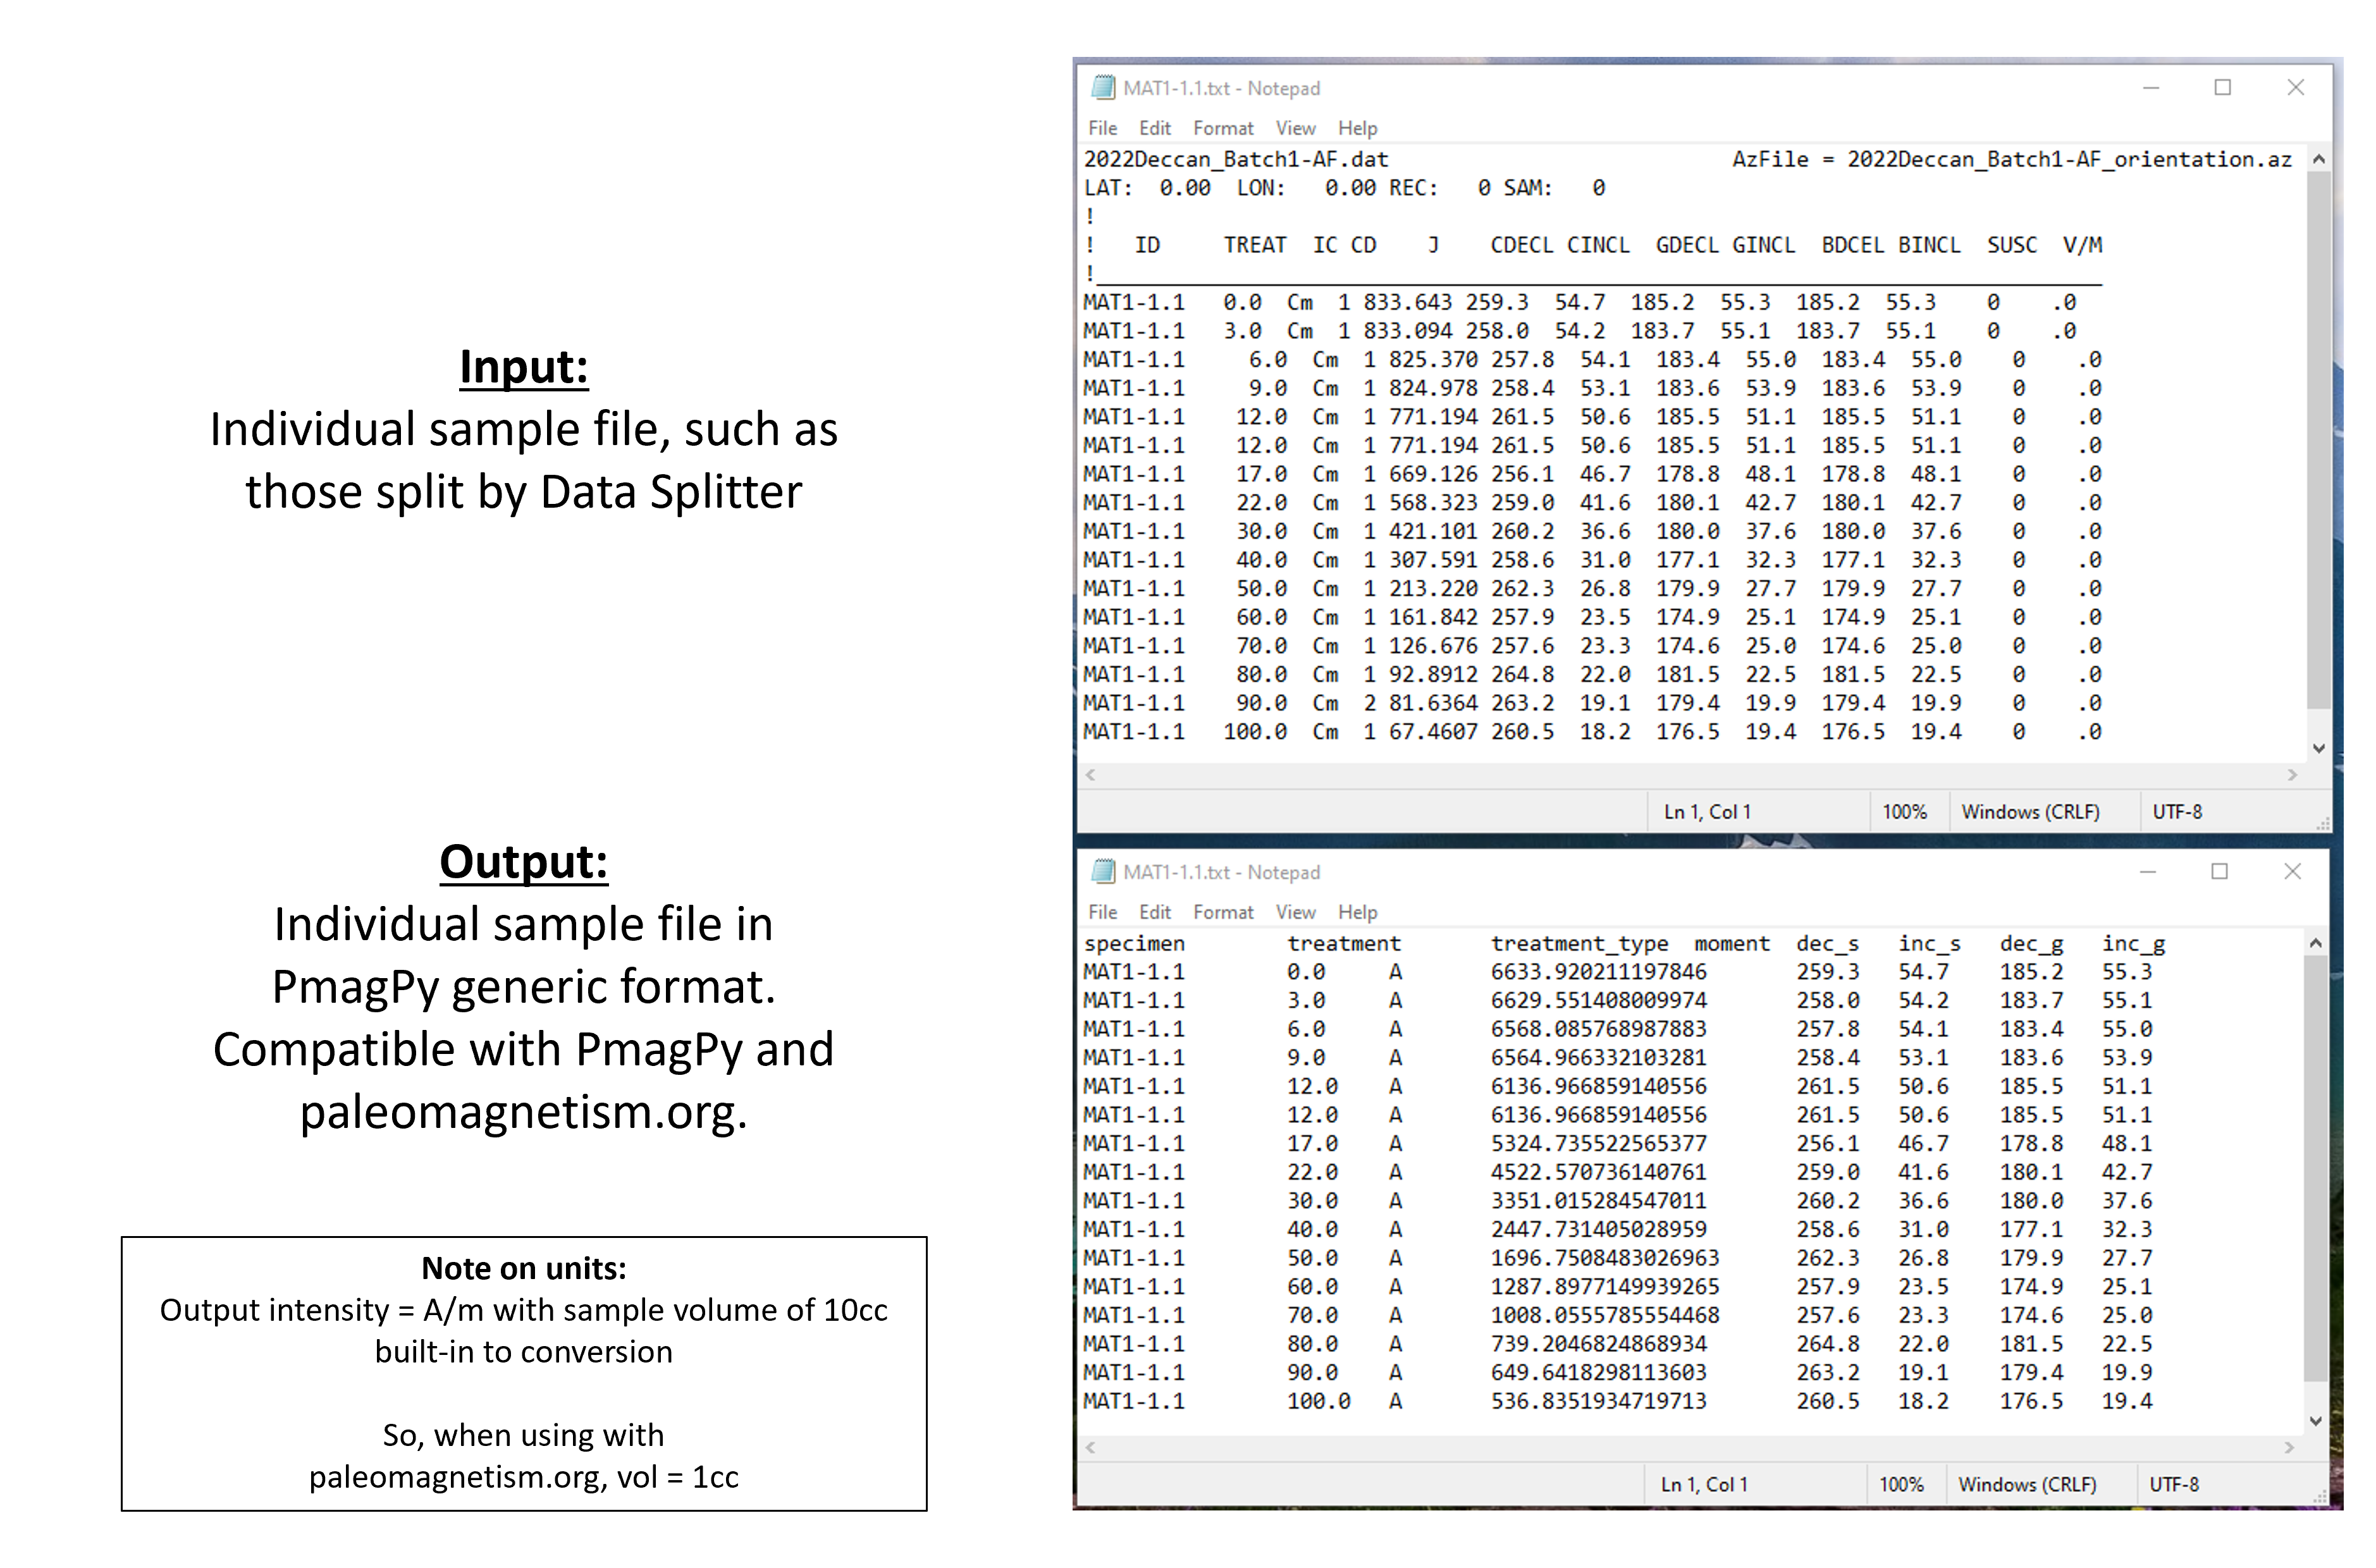 Input:
Individual sample file, such as
those split by Data Splitter
Output:
Individual sample file in
PmagPy generic format.
Compatible with PmagPy and
paleomagnetism.org.
Note on units:
Output intensity = A/m with sample volume of 10cc
built-in to conversion
So, when using with
paleomagnetism.org, vol = 1cc
MAT1-1.1.txt - Notepad
File Edit Format View Help
2022Deccan_Batch1-AF.dat AzFile = 2022Deccan_Batch1-AF_orientation.az
LAT: 0.00 LON: 0.00 REC: 0 SAM: 0
!
! ID TREAT IC CD J CDECL CINCL GDECL GINCL BDCEL BINCL SUSC V/M
!______________________________________________________________________________
MAT1-1.1 0.0 Cm 1 833.643 259.3 54.7 185.2 55.3 185.2 55.3 0 .0
MAT1-1.1 3.0 Cm 1 833.094 258.0 54.2 183.7 55.1 183.7 55.1 0 .0
MAT1-1.1 6.0 Cm 1 825.370 257.8 54.1 183.4 55.0 183.4 55.0 0 .0
MAT1-1.1 9.0 Cm 1 824.978 258.4 53.1 183.6 53.9 183.6 53.9 0 .0
MAT1-1.1 12.0 Cm 1 771.194 261.5 50.6 185.5 51.1 185.5 51.1 0 .0
MAT1-1.1 12.0 Cm 1 771.194 261.5 50.6 185.5 51.1 185.5 51.1 0 .0
MAT1-1.1 17.0 Cm 1 669.126 256.1 46.7 178.8 48.1 178.8 48.1 0 .0
MAT1-1.1 22.0 Cm 1 568.323 259.0 41.6 180.1 42.7 180.1 42.7 0 .0
MAT1-1.1 30.0 Cm 1 421.101 260.2 36.6 180.0 37.6 180.0 37.6 0 .0
MAT1-1.1 40.0 Cm 1 307.591 258.6 31.0 177.1 32.3 177.1 32.3 0 .0
MAT1-1.1 50.0 Cm 1 213.220 262.3 26.8 179.9 27.7 179.9 27.7 0 .0
MAT1-1.1 60.0 Cm 1 161.842 257.9 23.5 174.9 25.1 174.9 25.1 0 .0
MAT1-1.1 70.0 Cm 1 126.676 257.6 23.3 174.6 25.0 174.6 25.0 0 .0
MAT1-1.1 80.0 Cm 1 92.8912 264.8 22.0 181.5 22.5 181.5 22.5 0 .0
MAT1-1.1 90.0 Cm 2 81.6364 263.2 19.1 179.4 19.9 179.4 19.9 0 .0
MAT1-1.1 100.0 Cm 1 67.4607 260.5 18.2 176.5 19.4 176.5 19.4 0 .0
Ln 1, Col 1 100% Windows (CRLF) UTF-8
MAT1-1.1.txt - Notepad
File Edit Format View Help
specimen treatment treatment_type moment dec_s inc_s dec_g inc_g
MAT1-1.1 0.0 A 6633.920211197846 259.3 54.7 185.2 55.3
MAT1-1.1 3.0 A 6629.551408009974 258.0 54.2 183.7 55.1
MAT1-1.1 6.0 A 6568.085768987883 257.8 54.1 183.4 55.0
MAT1-1.1 9.0 A 6564.966332103281 258.4 53.1 183.6 53.9
MAT1-1.1 12.0 A 6136.966859140556 261.5 50.6 185.5 51.1
MAT1-1.1 12.0 A 6136.966859140556 261.5 50.6 185.5 51.1
MAT1-1.1 17.0 A 5324.735522565377 256.1 46.7 178.8 48.1
MAT1-1.1 22.0 A 4522.570736140761 259.0 41.6 180.1 42.7
MAT1-1.1 30.0 A 3351.015284547011 260.2 36.6 180.0 37.6
MAT1-1.1 40.0 A 2447.731405028959 258.6 31.0 177.1 32.3
MAT1-1.1 50.0 A 1696.7508483026963 262.3 26.8 179.9 27.7
MAT1-1.1 60.0 A 1287.8977149939265 257.9 23.5 174.9 25.1
MAT1-1.1 70.0 A 1008.0555785554468 257.6 23.3 174.6 25.0
MAT1-1.1 80.0 A 739.2046824868934 264.8 22.0 181.5 22.5
MAT1-1.1 90.0 A 649.6418298113603 263.2 19.1 179.4 19.9
MAT1-1.1 100.0 A 536.8351934719713 260.5 18.2 176.5 19.4
Ln 1, Col 1 100% Windows (CRLF) UTF-8